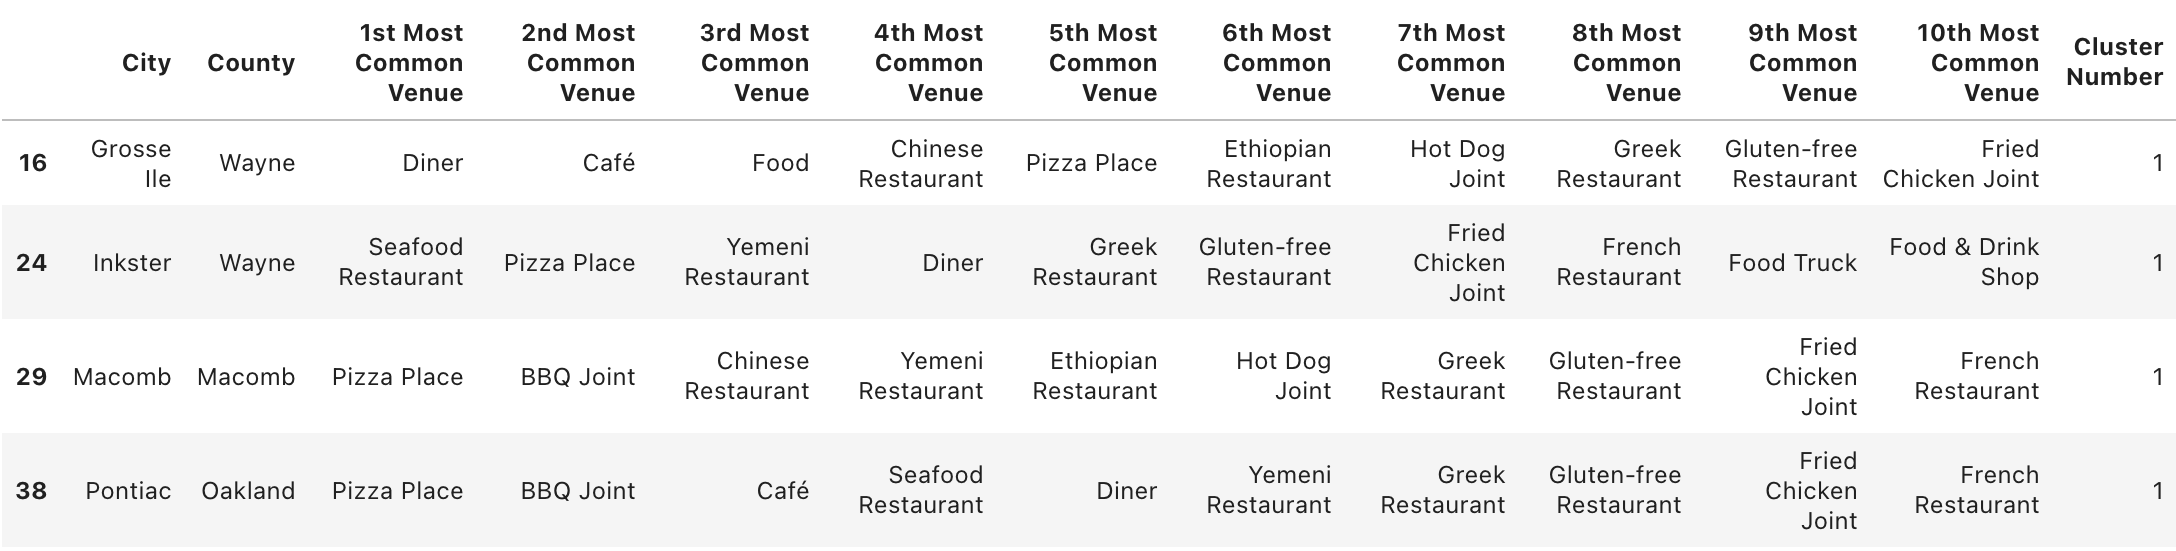 City County 1st Most Common Venue 2nd Most Common Venue 3rd Most Common Venue 4th Most Common Venue 5th Most Common Venue 6th Most Common Venue 7th Most Common Venue 8th Most Common Venue 9th Most Common Venue 10th Most Common Venue Cluster Number
16 Grosse Ile Wayne Diner Café Food Chinese Restaurant Pizza Place Ethiopian Restaurant Hot Dog Joint Greek Restaurant Gluten-free Restaurant Fried Chicken Joint 1
24 Inkster Wayne Seafood Restaurant Pizza Place Yemeni Restaurant Diner Greek Restaurant Gluten-free Restaurant Fried Chicken Joint French Restaurant Food Truck Food & Drink Shop 1
29 Macomb Macomb Pizza Place BBQ Joint Chinese Restaurant Yemeni Restaurant Ethiopian Restaurant Hot Dog Joint Greek Restaurant Gluten-free Restaurant Fried Chicken Joint French Restaurant 1
38 Pontiac Oakland Pizza Place BBQ Joint Café Seafood Restaurant Diner Yemeni Restaurant Greek Restaurant Gluten-free Restaurant Fried Chicken Joint French Restaurant 1